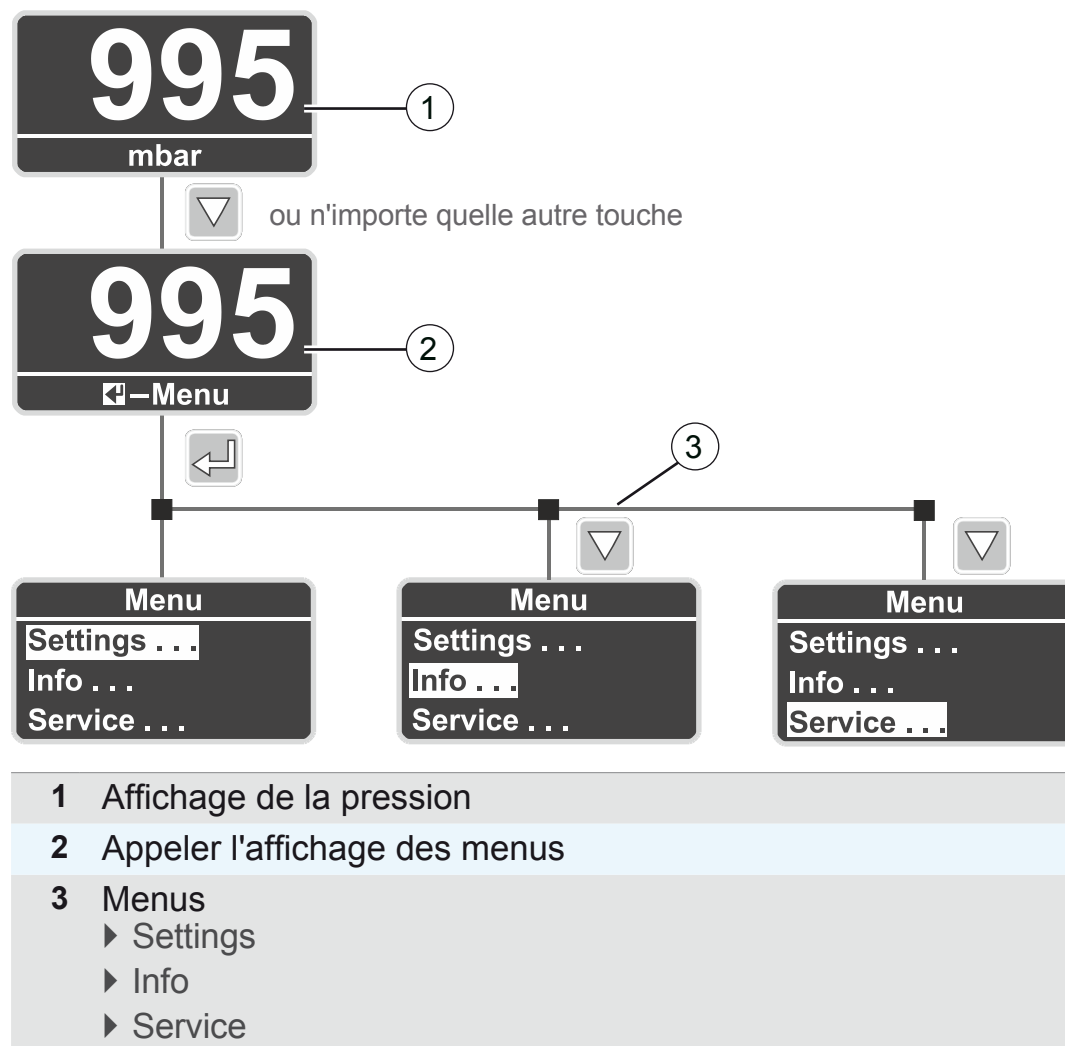 995
1
mbar
ou n'importe quelle autre touche
995
2
–Menu
3
Menu
Settings . . .
Info . . .
Service . . .
Menu
Settings . . .
Info . . .
Service . . .
Menu
Settings . . .
Info . . .
Service . . .
1 Affichage de la pression
2 Appeler l'affichage des menus
3 Menus
Settings
Info
Service